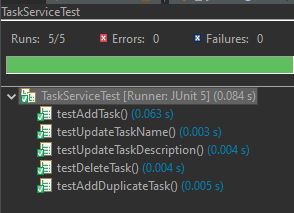 TaskServiceTest
Runs: 5/5 Errors: 0 Failures: 0
TaskServiceTest [Runner: JUnit 5] (0.084 s)
testAddTask() (0.063 s)
testUpdateTaskName() (0.003 s)
testUpdateTaskDescription() (0.004 s)
testDeleteTask() (0.004 s)
testAddDuplicateTask() (0.005 s)